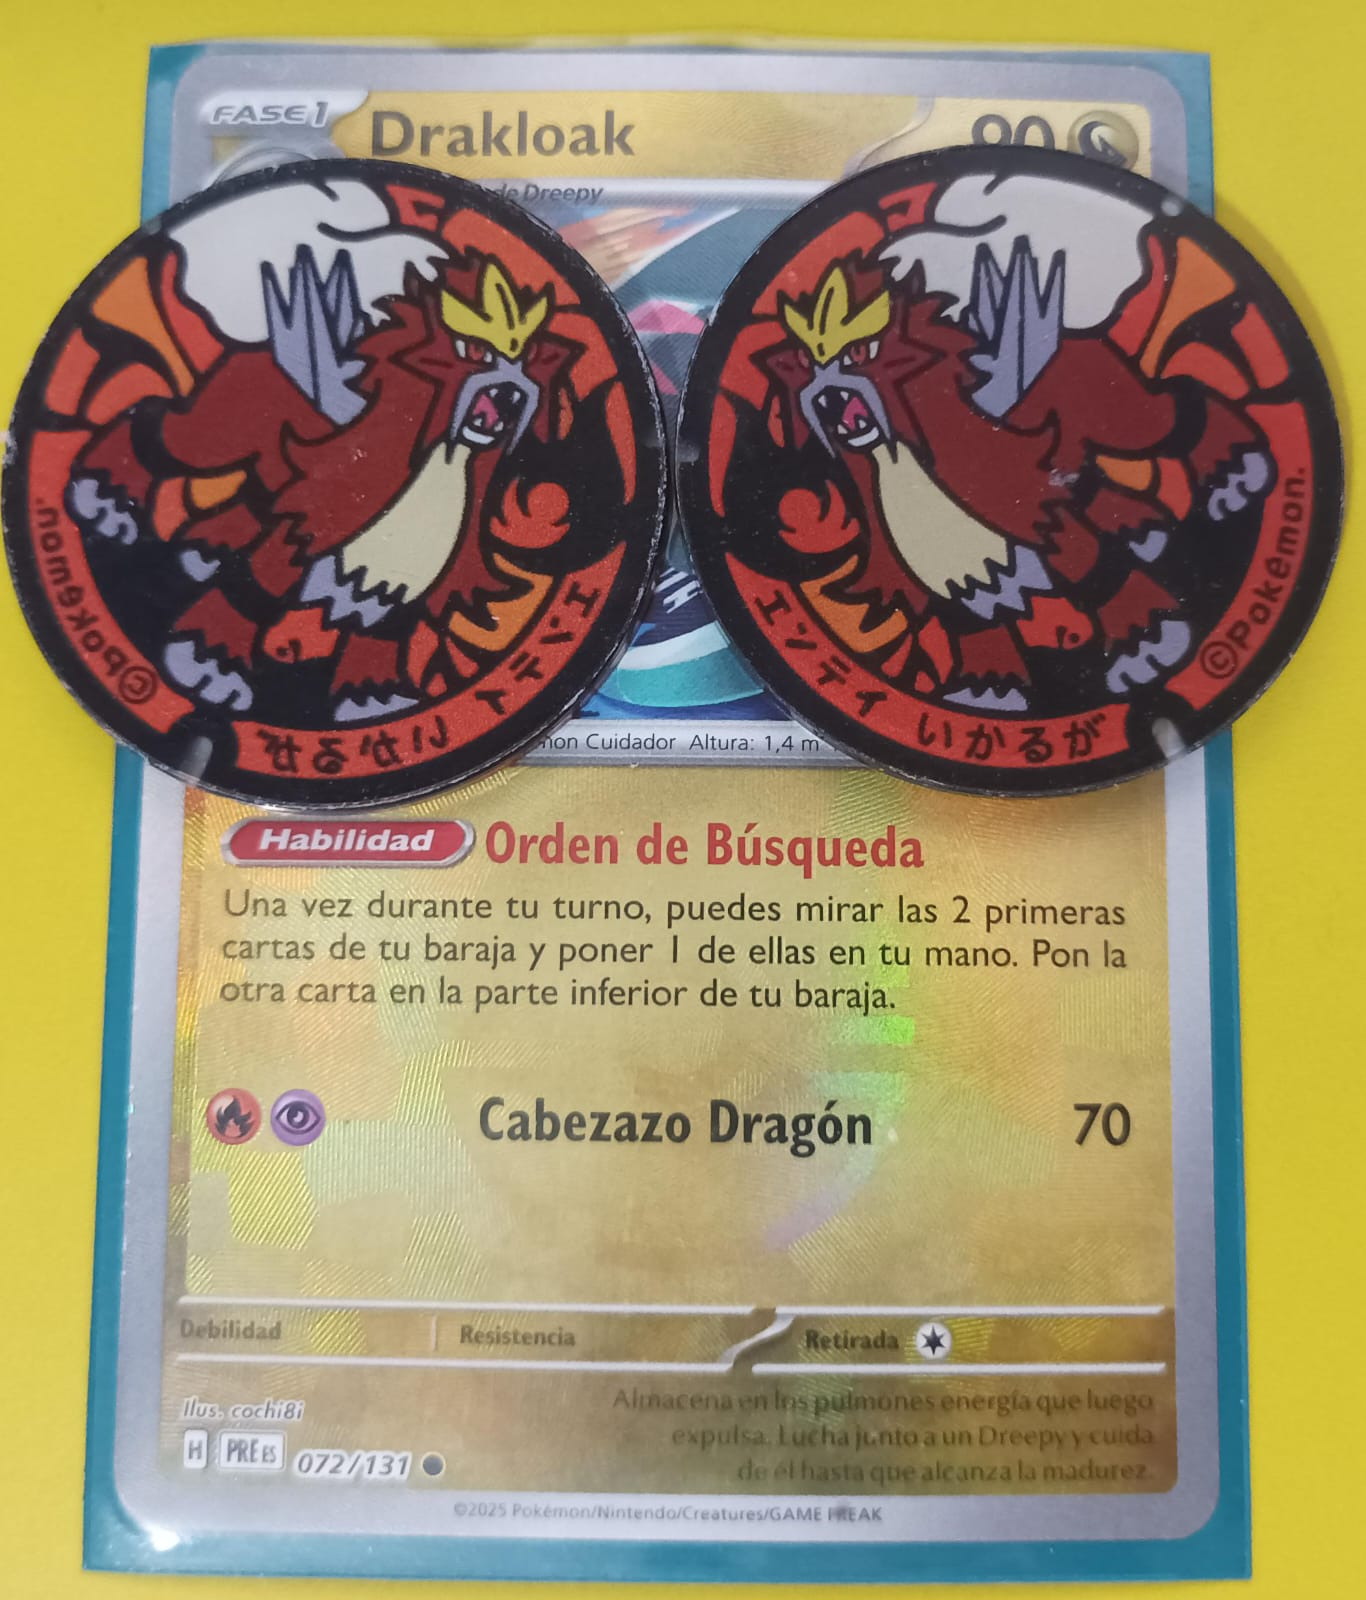 FASE 1
Drakloak
90
de Dreepy
©Pokémon.
エンテイ いかるが
エンテイ いかるが
©Pokémon.
Cuidador Altura: 1,4 m
Habilidad Orden de Búsqueda
Una vez durante tu turno, puedes mirar las 2 primeras
cartas de tu baraja y poner 1 de ellas en tu mano. Pon la
otra carta en la parte inferior de tu baraja.
Cabezazo Dragón 70
Debilidad Resistencia Retirada
Ilus. cochi8i
Almacena en los pulmones energía que luego
expulsa. Lucha junto a un Dreepy y cuida
de él hasta que alcanza la madurez.
H PRE ES 072/131
©2025 Pokémon/Nintendo/Creatures/GAME FREAK